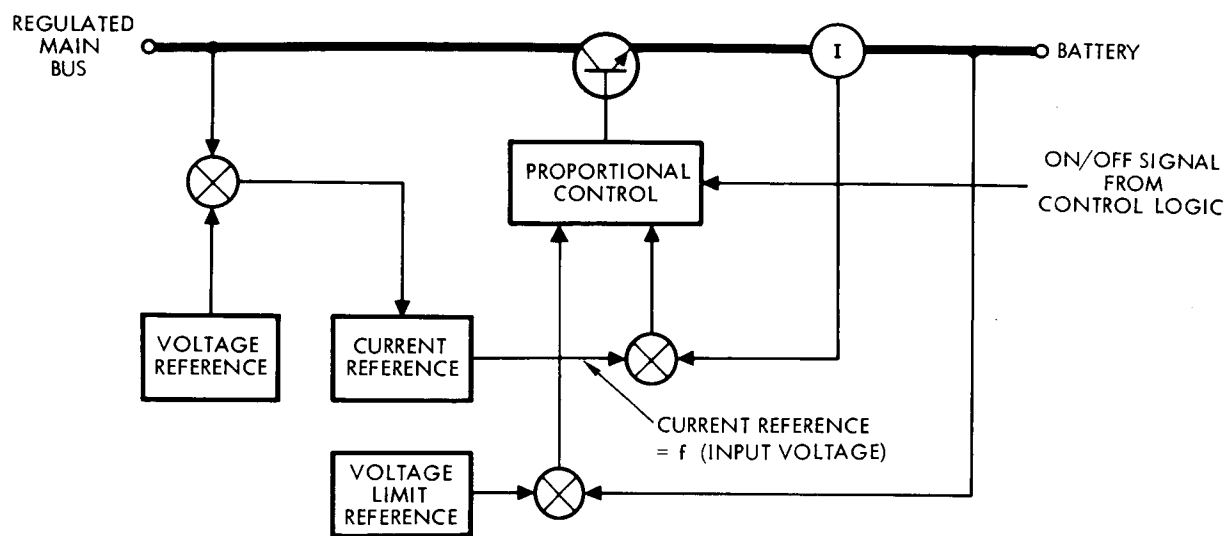 REGULATED
MAIN
BUS
I
BATTERY
PROPORTIONAL
CONTROL
ON/OFF SIGNAL
FROM
CONTROL LOGIC
VOLTAGE
REFERENCE
CURRENT
REFERENCE
CURRENT REFERENCE
= f (INPUT VOLTAGE)
VOLTAGE
LIMIT
REFERENCE